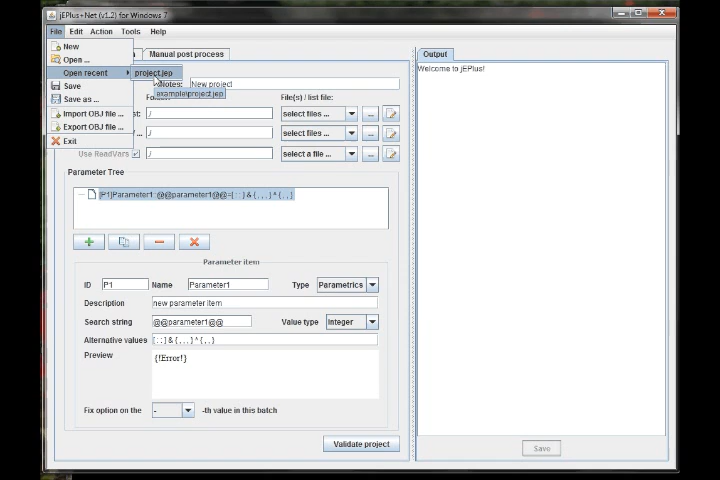 jEPlus+Net (v1.2) for Windows 7
File Edit Action Tools Help
New
Open ...
Open recent
project.jep
example\project.jep
Save
Save as ...
Import OBJ file ...
Export OBJ file ...
Exit
Manual post process
Notes: New project
File(s) / list file:
./ select files ... ...
./ select files ... ...
Use ReadVars ./ select a file ... ...
Parameter Tree
[P1]Parameter1::@@parameter1@@=[ : : ] & { , , , } ^ { , , }
Parameter item
ID P1 Name Parameter1 Type Parametrics
Description new parameter item
Search string @@parameter1@@ Value type Integer
Alternative values [ : : ] & { , , , } ^ { , , }
Preview {!Error!}
Fix option on the - -th value in this batch
Validate project
Output
Welcome to jEPlus!
Save